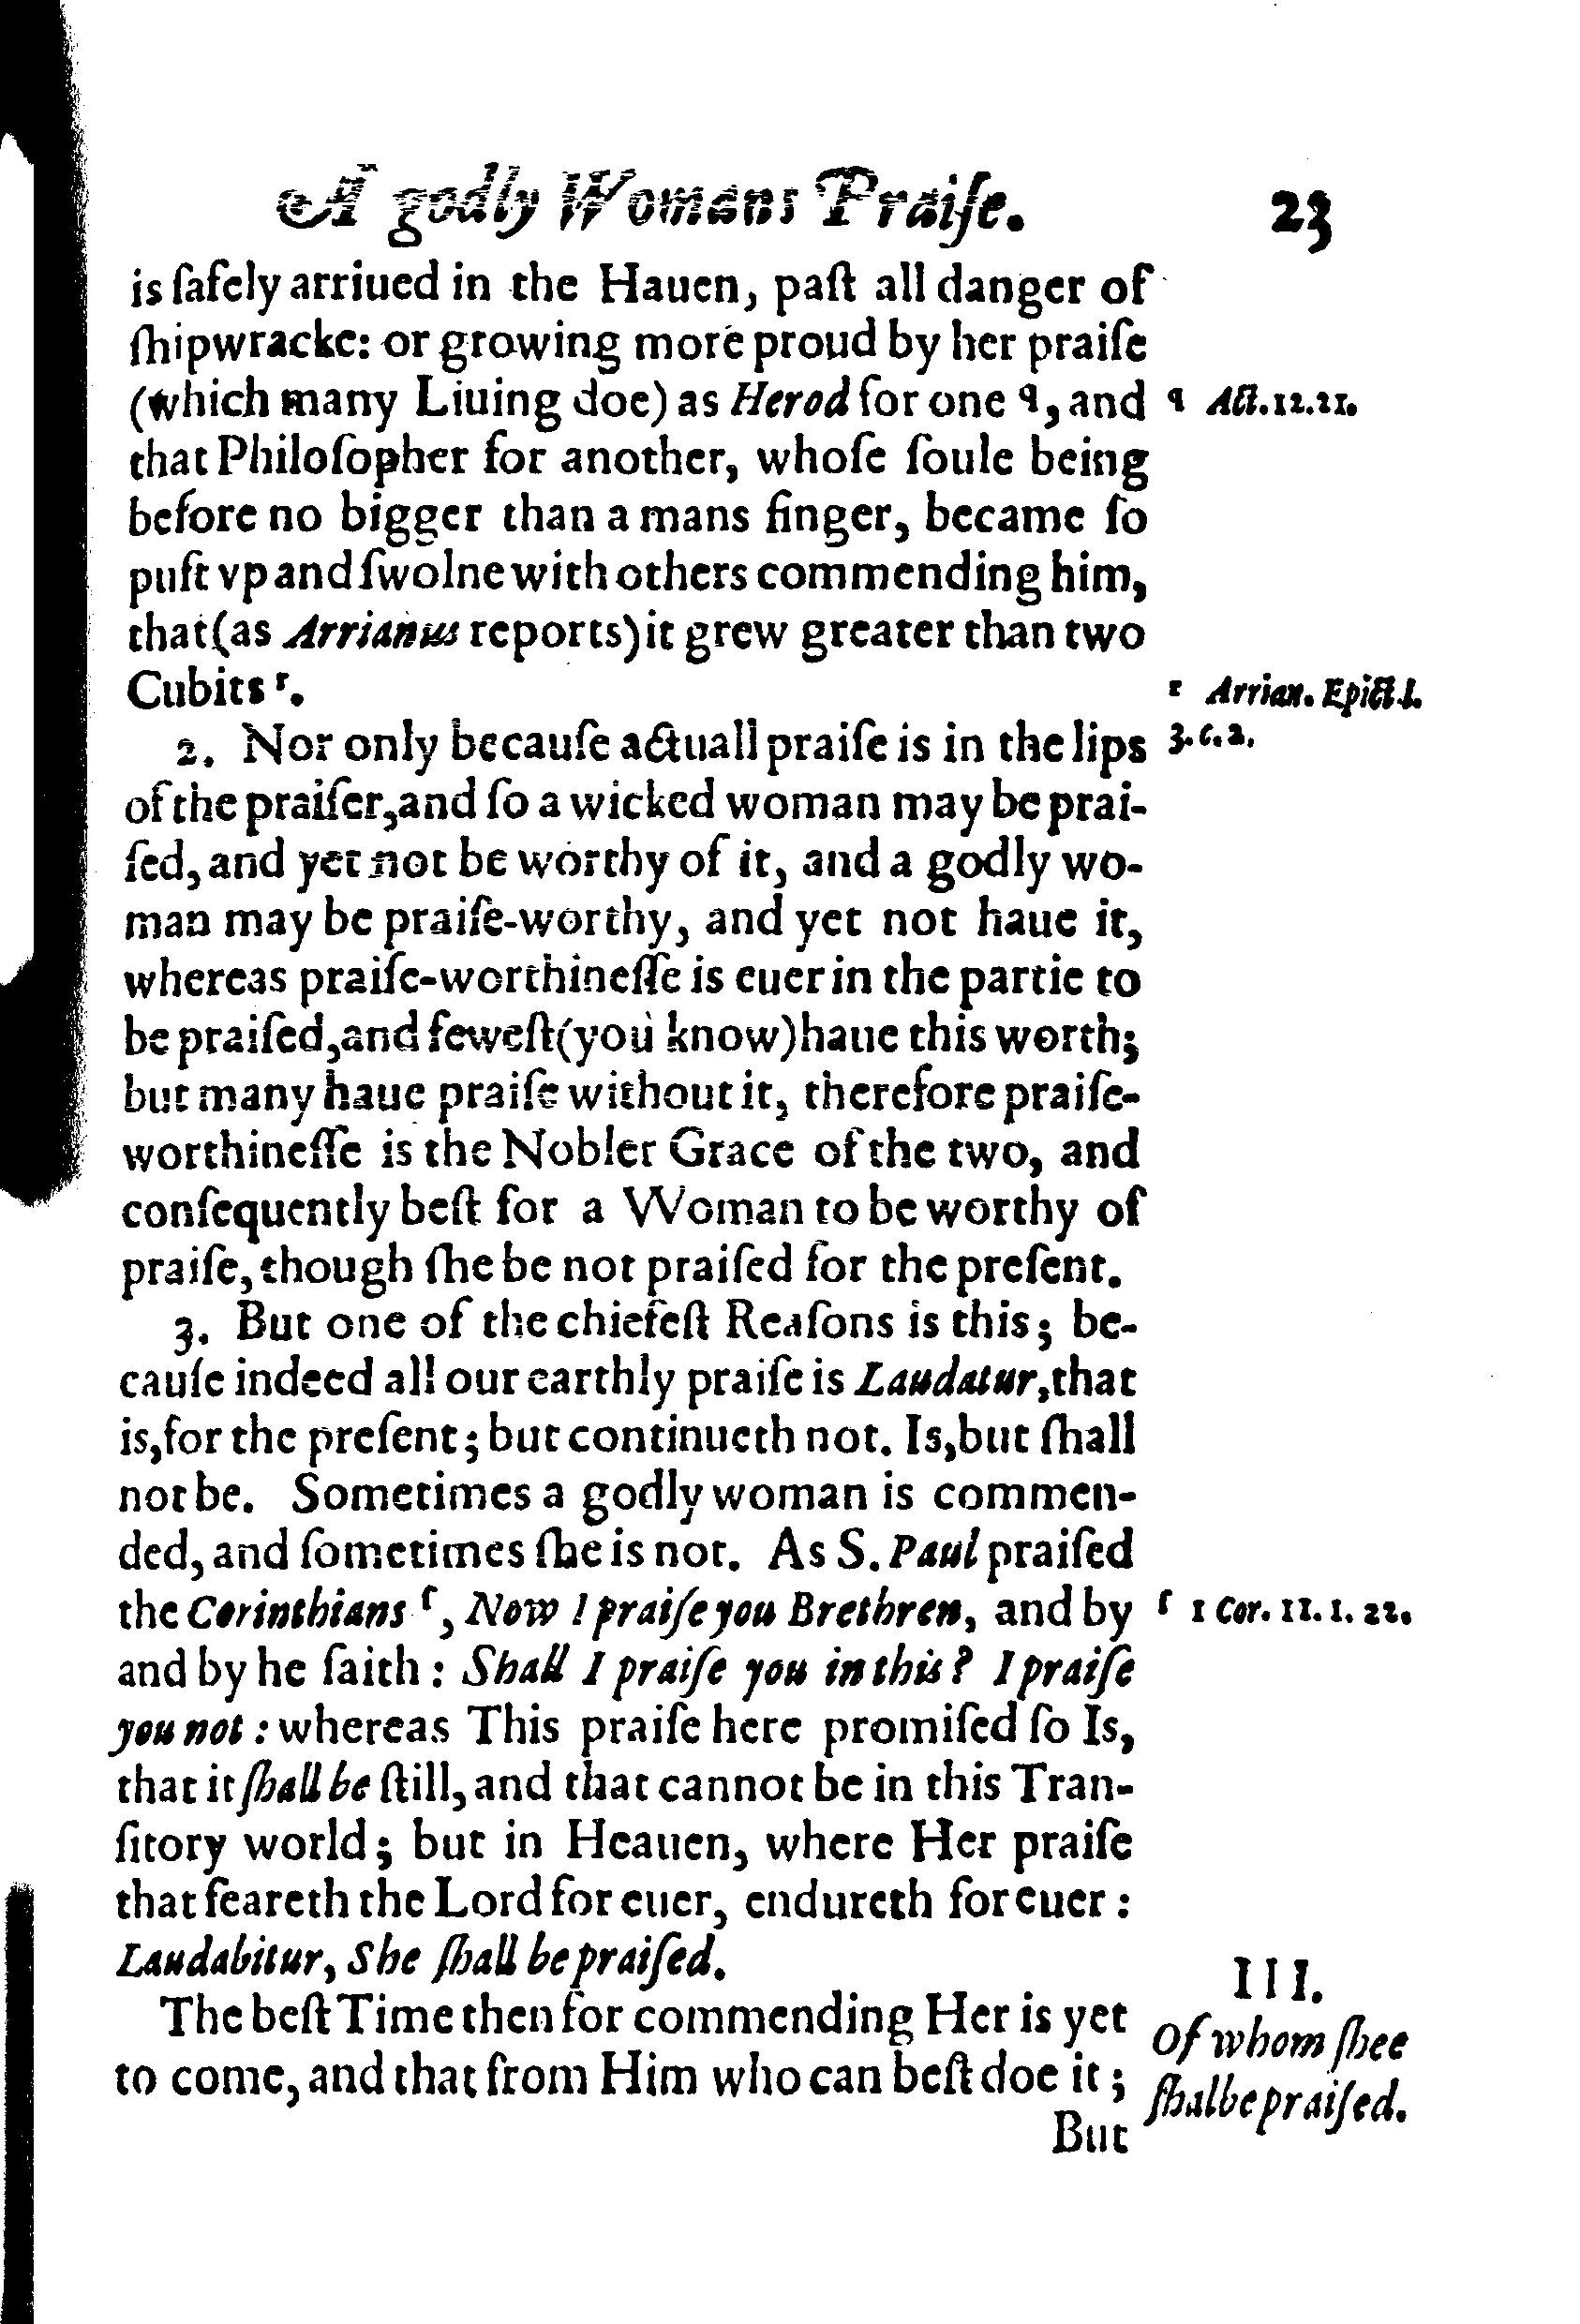 A godly Womans Praiſe. 23
is ſafely arriued in the Hauen, paſt all danger of
ſhipwracke: or growing more proud by her praiſe
(which many Liuing doe) as Herod for one q, and
q Act. 12. 21.
that Philoſopher for another, whoſe ſoule being
before no bigger than a mans finger, became ſo
puft vp and ſwolne with others commending him,
that (as Arrianus reports) it grew greater than two
Cubits r.
r Arrian. Epict. l.
3. c. 2.
2. Nor only becauſe actuall praiſe is in the lips
of the praiſer, and ſo a wicked woman may be prai-
ſed, and yet not be worthy of it, and a godly wo-
man may be praiſe-worthy, and yet not haue it,
whereas praiſe-worthineſſe is euer in the partie to
be praiſed, and feweſt (you know) haue this worth;
but many haue praiſe without it, therefore praiſe-
worthineſſe is the Nobler Grace of the two, and
conſequently beſt for a Woman to be worthy of
praiſe, though ſhe be not praiſed for the preſent.
3. But one of the chiefeſt Reaſons is this; be-
cauſe indeed all our earthly praiſe is Laudatur, that
is, for the preſent; but continueth not. Is, but ſhall
not be. Sometimes a godly woman is commen-
ded, and ſometimes ſhe is not. As S. Paul praiſed
the Corinthians ſ, Now I praiſe you Brethren, and by
ſ 1 Cor. 11. 1. 22.
and by he ſaith: Shall I praiſe you in this? I praiſe
you not: whereas This praiſe here promiſed ſo Is,
that it ſhall be ſtill, and that cannot be in this Tran-
ſitory world; but in Heauen, where Her praiſe
that feareth the Lord for euer, endureth for euer:
Laudabitur, She ſhall be praiſed.
The beſt Time then for commending Her is yet
to come, and that from Him who can beſt doe it;
III.
Of whom ſhee
ſhalbe praiſed.
But